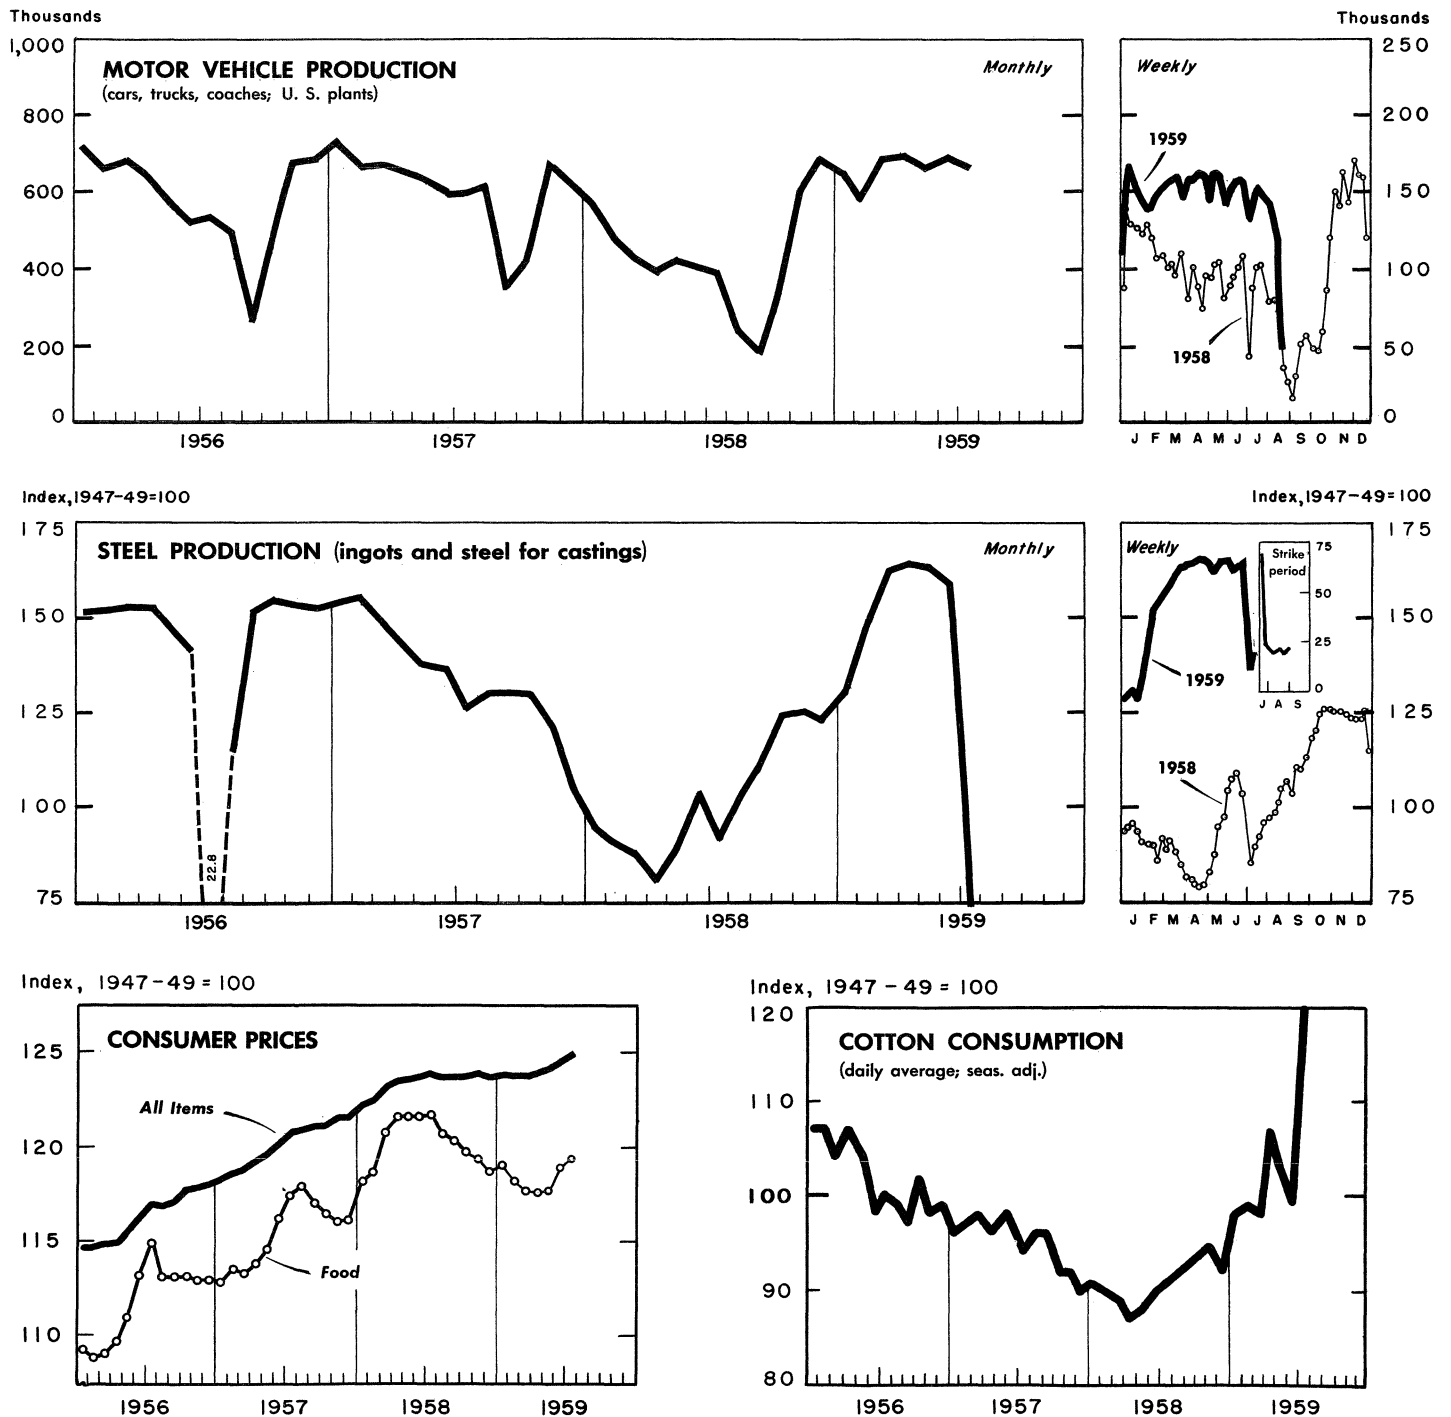 Thousands
Thousands
1,000
800
600
400
200
0
MOTOR VEHICLE PRODUCTION
(cars, trucks, coaches; U. S. plants)
Monthly
1956
1957
1958
1959
Weekly
1959
1958
250
200
150
100
50
0
J F M A M J J A S O N D
Index, 1947-49=100
Index, 1947-49=100
175
150
125
100
75
STEEL PRODUCTION (ingots and steel for castings)
Monthly
22.8
1956
1957
1958
1959
Weekly
Strike
period
75
50
25
0
J A S
1959
1958
175
150
125
100
75
J F M A M J J A S O N D
Index, 1947-49=100
125
120
115
110
CONSUMER PRICES
All Items
Food
1956
1957
1958
1959
Index, 1947-49=100
120
110
100
90
80
COTTON CONSUMPTION
(daily average; seas. adj.)
1956
1957
1958
1959